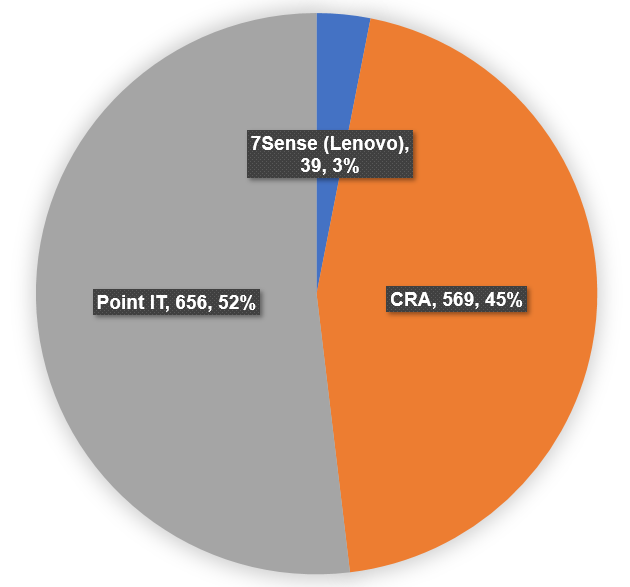 7Sense (Lenovo),
39, 3%
Point IT, 656, 52%
CRA, 569, 45%